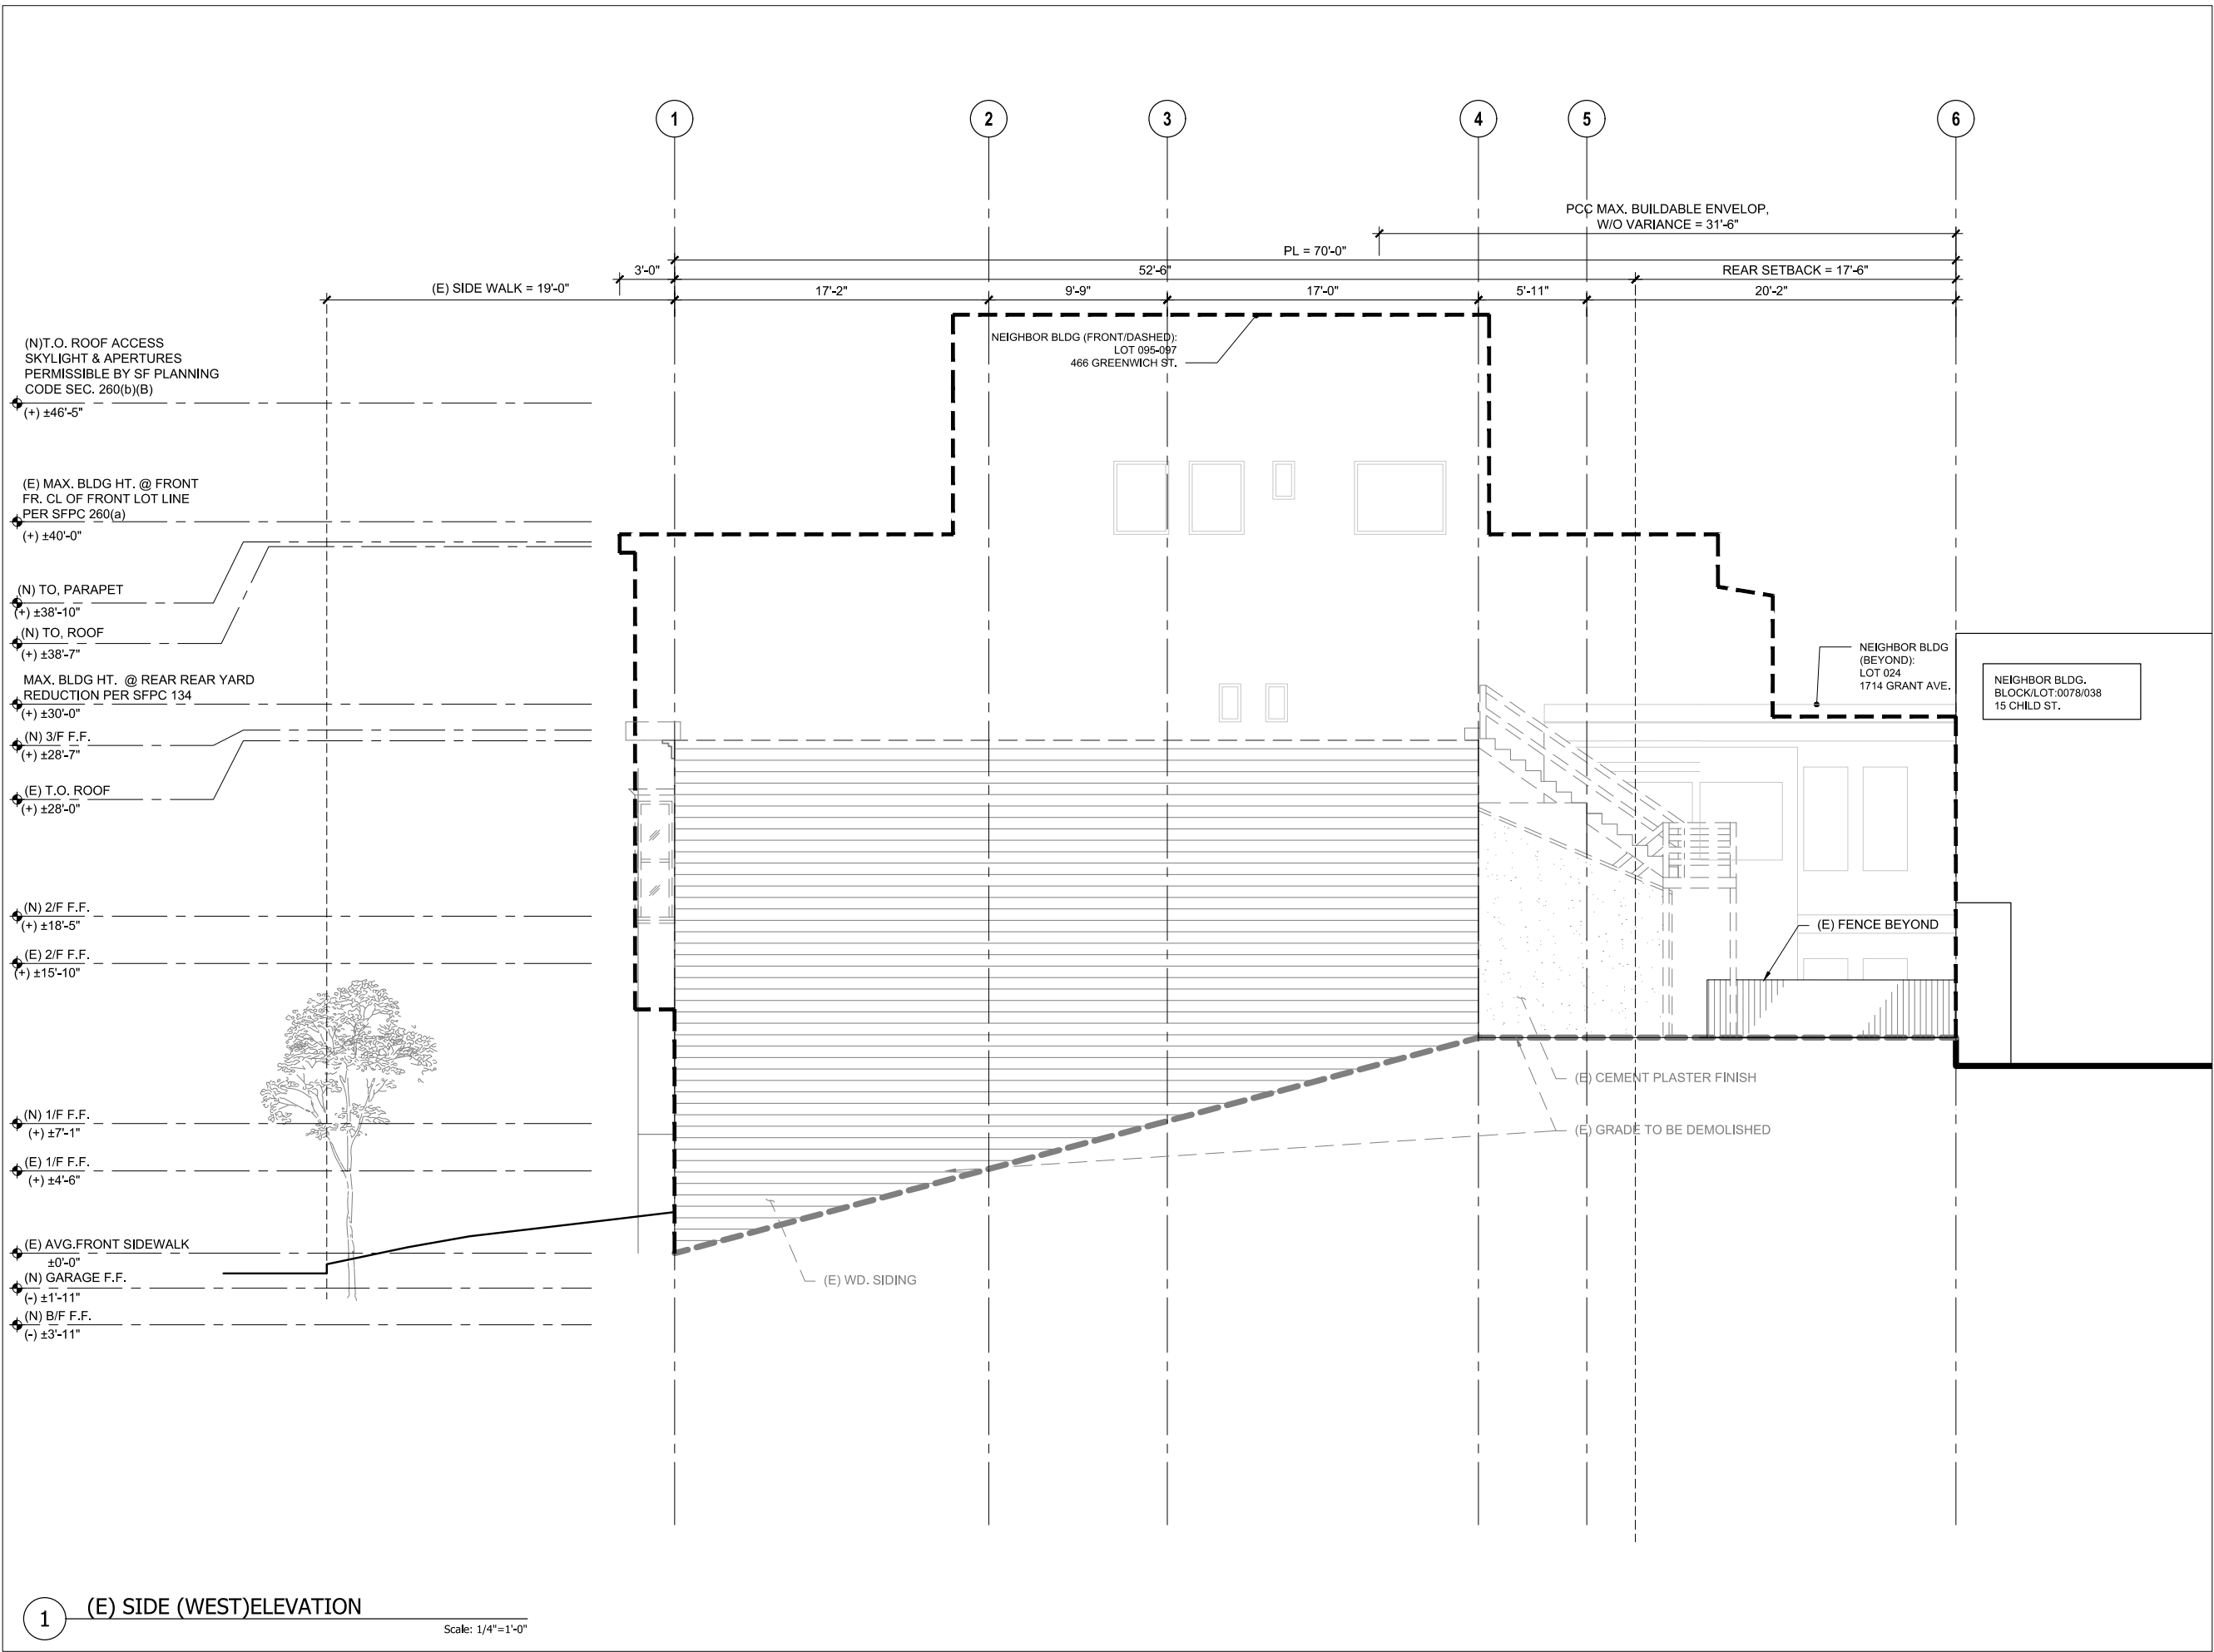 1
2
3
4
5
6
PCC MAX. BUILDABLE ENVELOP,
W/O VARIANCE = 31'-6"
PL = 70'-0"
3'-0"
52'-6"
REAR SETBACK = 17'-6"
(E) SIDE WALK = 19'-0"
17'-2"
9'-9"
17'-0"
5'-11"
20'-2"
NEIGHBOR BLDG (FRONT/DASHED):
LOT 095-097
466 GREENWICH ST.
(N)T.O. ROOF ACCESS
SKYLIGHT & APERTURES
PERMISSIBLE BY SF PLANNING
CODE SEC. 260(b)(B)
(+) ±46'-5"
(E) MAX. BLDG HT. @ FRONT
FR. CL OF FRONT LOT LINE
PER SFPC 260(a)
(+) ±40'-0"
(N) TO, PARAPET
(+) ±38'-10"
(N) TO, ROOF
(+) ±38'-7"
MAX. BLDG HT. @ REAR REAR YARD
REDUCTION PER SFPC 134
(+) ±30'-0"
(N) 3/F F.F.
(+) ±28'-7"
(E) T.O. ROOF
(+) ±28'-0"
(N) 2/F F.F.
(+) ±18'-5"
(E) 2/F F.F.
(+) ±15'-10"
(N) 1/F F.F.
(+) ±7'-1"
(E) 1/F F.F.
(+) ±4'-6"
(E) AVG.FRONT SIDEWALK
±0'-0"
(N) GARAGE F.F.
(-) ±1'-11"
(N) B/F F.F.
(-) ±3'-11"
NEIGHBOR BLDG
(BEYOND):
LOT 024
1714 GRANT AVE.
NEIGHBOR BLDG.
BLOCK/LOT:0078/038
15 CHILD ST.
(E) FENCE BEYOND
(E) CEMENT PLASTER FINISH
(E) GRADE TO BE DEMOLISHED
(E) WD. SIDING
1
(E) SIDE (WEST)ELEVATION
Scale: 1/4"=1'-0"